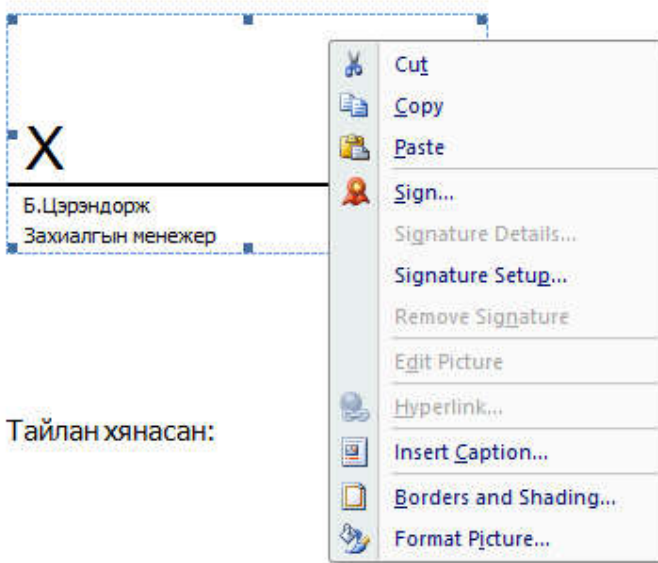 X
Б.Цэрэндорж
Захиалгын менежер
Тайлан хянасан:
Cut
Copy
Paste
Sign...
Signature Details...
Signature Setup...
Remove Signature
Edit Picture
Hyperlink...
Insert Caption...
Borders and Shading...
Format Picture...